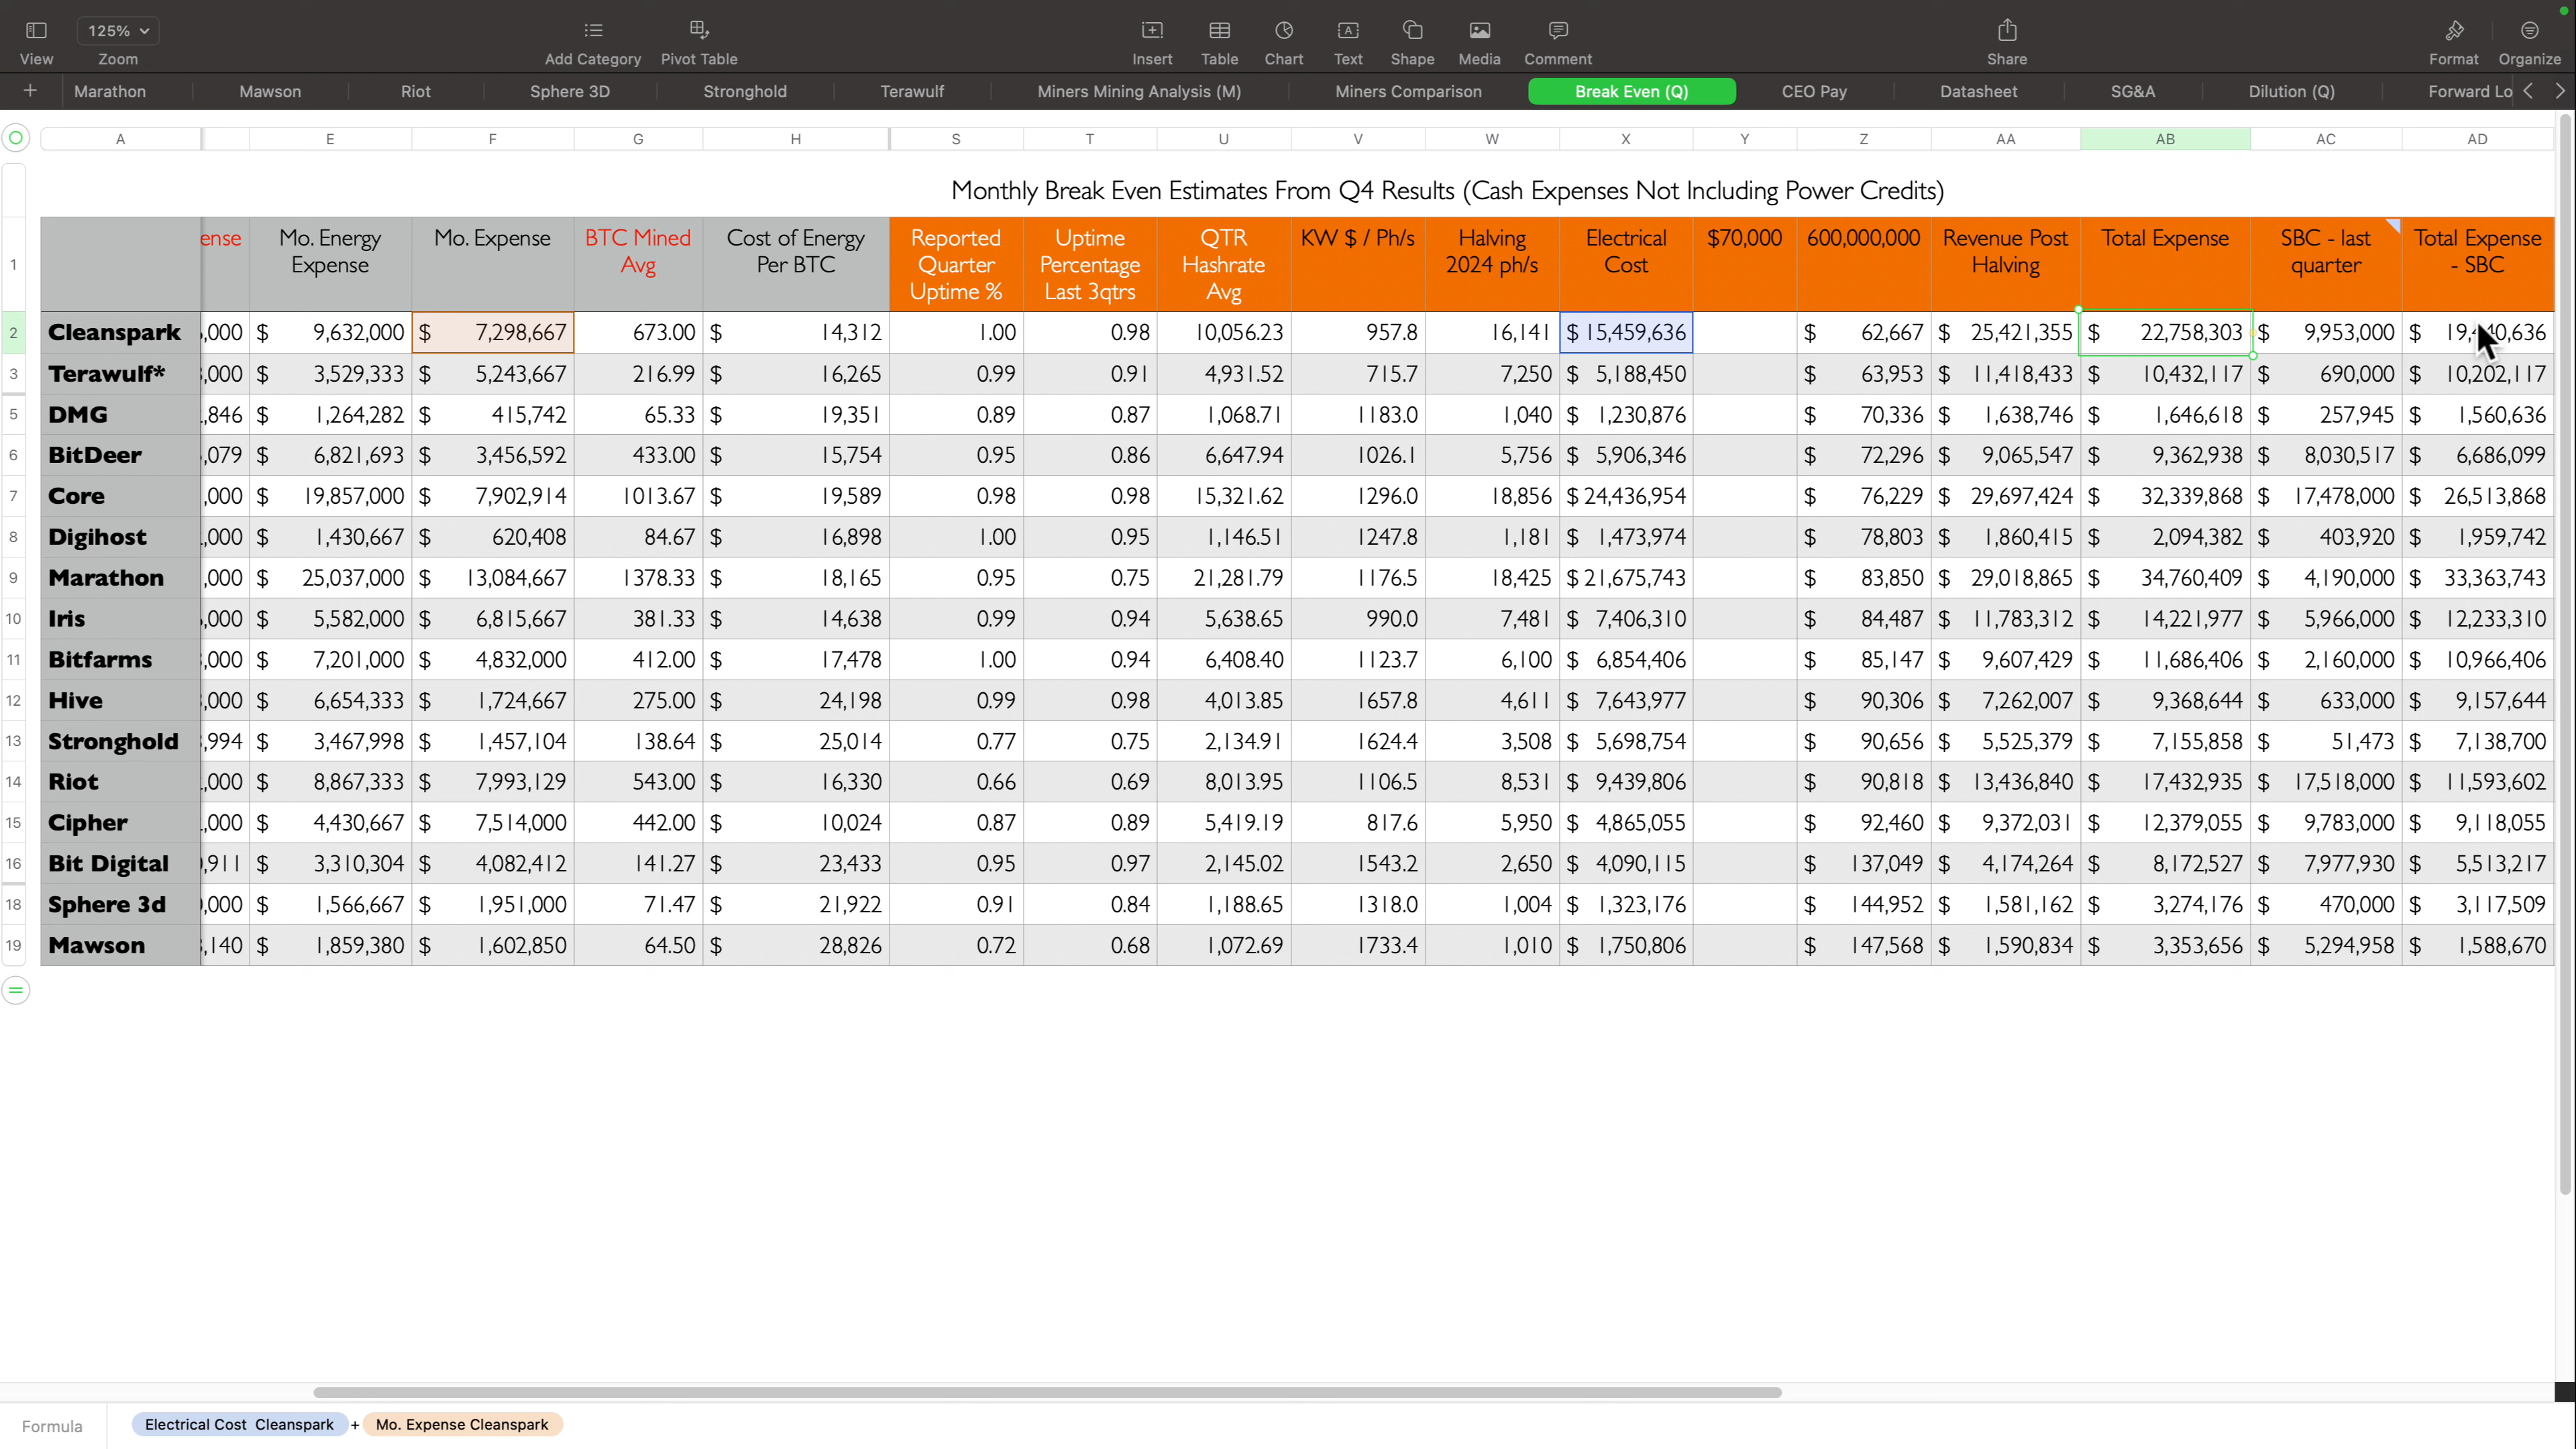 125%
View Zoom Add Category Pivot Table Insert Table Chart Text Shape Media Comment Share Format Organize
+ Marathon Mawson Riot Sphere 3D Stronghold Terawulf Miners Mining Analysis (M) Miners Comparison Break Even (Q) CEO Pay Datasheet SG&A Dilution (Q) Forward Lo
A E F G H S T U V W X Y Z AA AB AC AD
Monthly Break Even Estimates From Q4 Results (Cash Expenses Not Including Power Credits)
1 ense Mo. Energy Expense Mo. Expense BTC Mined Avg Cost of Energy Per BTC Reported Quarter Uptime % Uptime Percentage Last 3qtrs QTR Hashrate Avg KW $ / Ph/s Halving 2024 ph/s Electrical Cost $70,000 600,000,000 Revenue Post Halving Total Expense SBC - last quarter Total Expense - SBC
2 Cleanspark ,000 $ 9,632,000 $ 7,298,667 673.00 $ 14,312 1.00 0.98 10,056.23 957.8 16,141 $ 15,459,636 $ 62,667 $ 25,421,355 $ 22,758,303 $ 9,953,000 $
3 Terawulf* ,000 $ 3,529,333 $ 5,243,667 216.99 $ 16,265 0.99 0.91 4,931.52 715.7 7,250 $ 5,188,450 $ 63,953 $ 11,418,433 $ 10,432,117 $ 690,000 $ 10,202,117
5 DMG ,846 $ 1,264,282 $ 415,742 65.33 $ 19,351 0.89 0.87 1,068.71 1183.0 1,040 $ 1,230,876 $ 70,336 $ 1,638,746 $ 1,646,618 $ 257,945 $ 1,560,636
6 BitDeer ,079 $ 6,821,693 $ 3,456,592 433.00 $ 15,754 0.95 0.86 6,647.94 1026.1 5,756 $ 5,906,346 $ 72,296 $ 9,065,547 $ 9,362,938 $ 8,030,517 $ 6,686,099
7 Core ,000 $ 19,857,000 $ 7,902,914 1013.67 $ 19,589 0.98 0.98 15,321.62 1296.0 18,856 $ 24,436,954 $ 76,229 $ 29,697,424 $ 32,339,868 $ 17,478,000 $ 26,513,868
8 Digihost ,000 $ 1,430,667 $ 620,408 84.67 $ 16,898 1.00 0.95 1,146.51 1247.8 1,181 $ 1,473,974 $ 78,803 $ 1,860,415 $ 2,094,382 $ 403,920 $ 1,959,742
9 Marathon ,000 $ 25,037,000 $ 13,084,667 1378.33 $ 18,165 0.95 0.75 21,281.79 1176.5 18,425 $ 21,675,743 $ 83,850 $ 29,018,865 $ 34,760,409 $ 4,190,000 $ 33,363,743
10 Iris ,000 $ 5,582,000 $ 6,815,667 381.33 $ 14,638 0.99 0.94 5,638.65 990.0 7,481 $ 7,406,310 $ 84,487 $ 11,783,312 $ 14,221,977 $ 5,966,000 $ 12,233,310
11 Bitfarms ,000 $ 7,201,000 $ 4,832,000 412.00 $ 17,478 1.00 0.94 6,408.40 1123.7 6,100 $ 6,854,406 $ 85,147 $ 9,607,429 $ 11,686,406 $ 2,160,000 $ 10,966,406
12 Hive ,000 $ 6,654,333 $ 1,724,667 275.00 $ 24,198 0.99 0.98 4,013.85 1657.8 4,611 $ 7,643,977 $ 90,306 $ 7,262,007 $ 9,368,644 $ 633,000 $ 9,157,644
13 Stronghold ,994 $ 3,467,998 $ 1,457,104 138.64 $ 25,014 0.77 0.75 2,134.91 1624.4 3,508 $ 5,698,754 $ 90,656 $ 5,525,379 $ 7,155,858 $ 51,473 $ 7,138,700
14 Riot ,000 $ 8,867,333 $ 7,993,129 543.00 $ 16,330 0.66 0.69 8,013.95 1106.5 8,531 $ 9,439,806 $ 90,818 $ 13,436,840 $ 17,432,935 $ 17,518,000 $ 11,593,602
15 Cipher ,000 $ 4,430,667 $ 7,514,000 442.00 $ 10,024 0.87 0.89 5,419.19 817.6 5,950 $ 4,865,055 $ 92,460 $ 9,372,031 $ 12,379,055 $ 9,783,000 $ 9,118,055
16 Bit Digital ,911 $ 3,310,304 $ 4,082,412 141.27 $ 23,433 0.95 0.97 2,145.02 1543.2 2,650 $ 4,090,115 $ 137,049 $ 4,174,264 $ 8,172,527 $ 7,977,930 $ 5,513,217
18 Sphere 3d ,000 $ 1,566,667 $ 1,951,000 71.47 $ 21,922 0.91 0.84 1,188.65 1318.0 1,004 $ 1,323,176 $ 144,952 $ 1,581,162 $ 3,274,176 $ 470,000 $ 3,117,509
19 Mawson ,140 $ 1,859,380 $ 1,602,850 64.50 $ 28,826 0.72 0.68 1,072.69 1733.4 1,010 $ 1,750,806 $ 147,568 $ 1,590,834 $ 3,353,656 $ 5,294,958 $ 1,588,670
Formula Electrical Cost Cleanspark + Mo. Expense Cleanspark